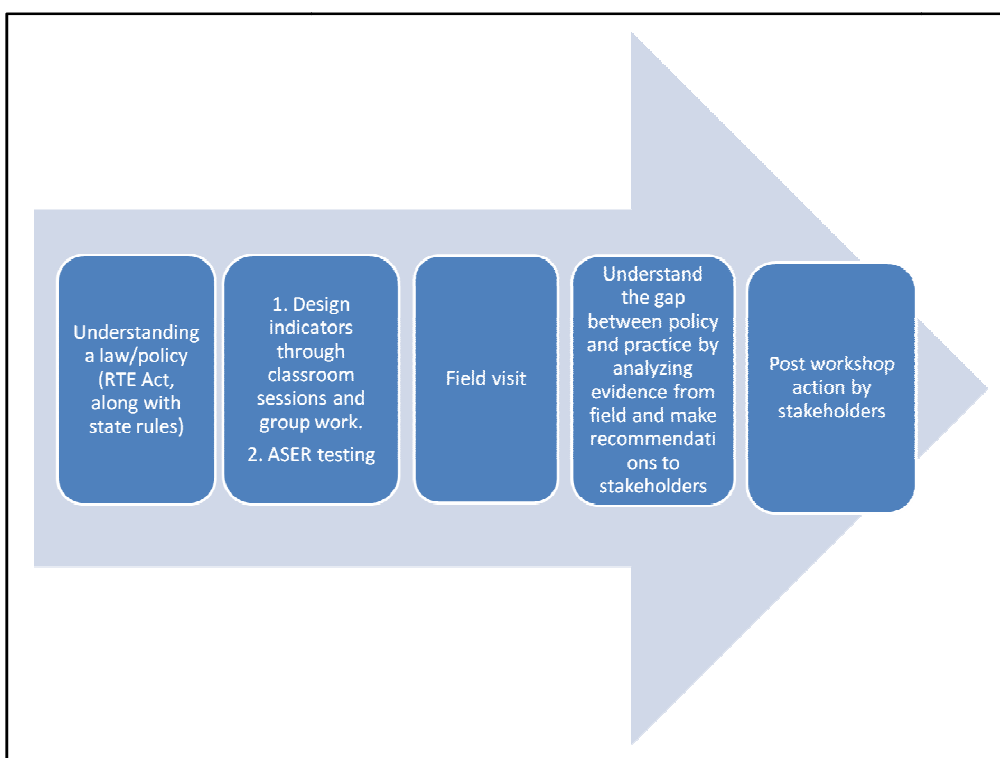 Understanding
a law/policy
(RTE Act,
along with
state rules)
1. Design
indicators
through
classroom
sessions and
group work.
2. ASER testing
Field visit
Understand
the gap
between policy
and practice by
analyzing
evidence from
field and make
recommendati
ons to
stakeholders
Post workshop
action by
stakeholders